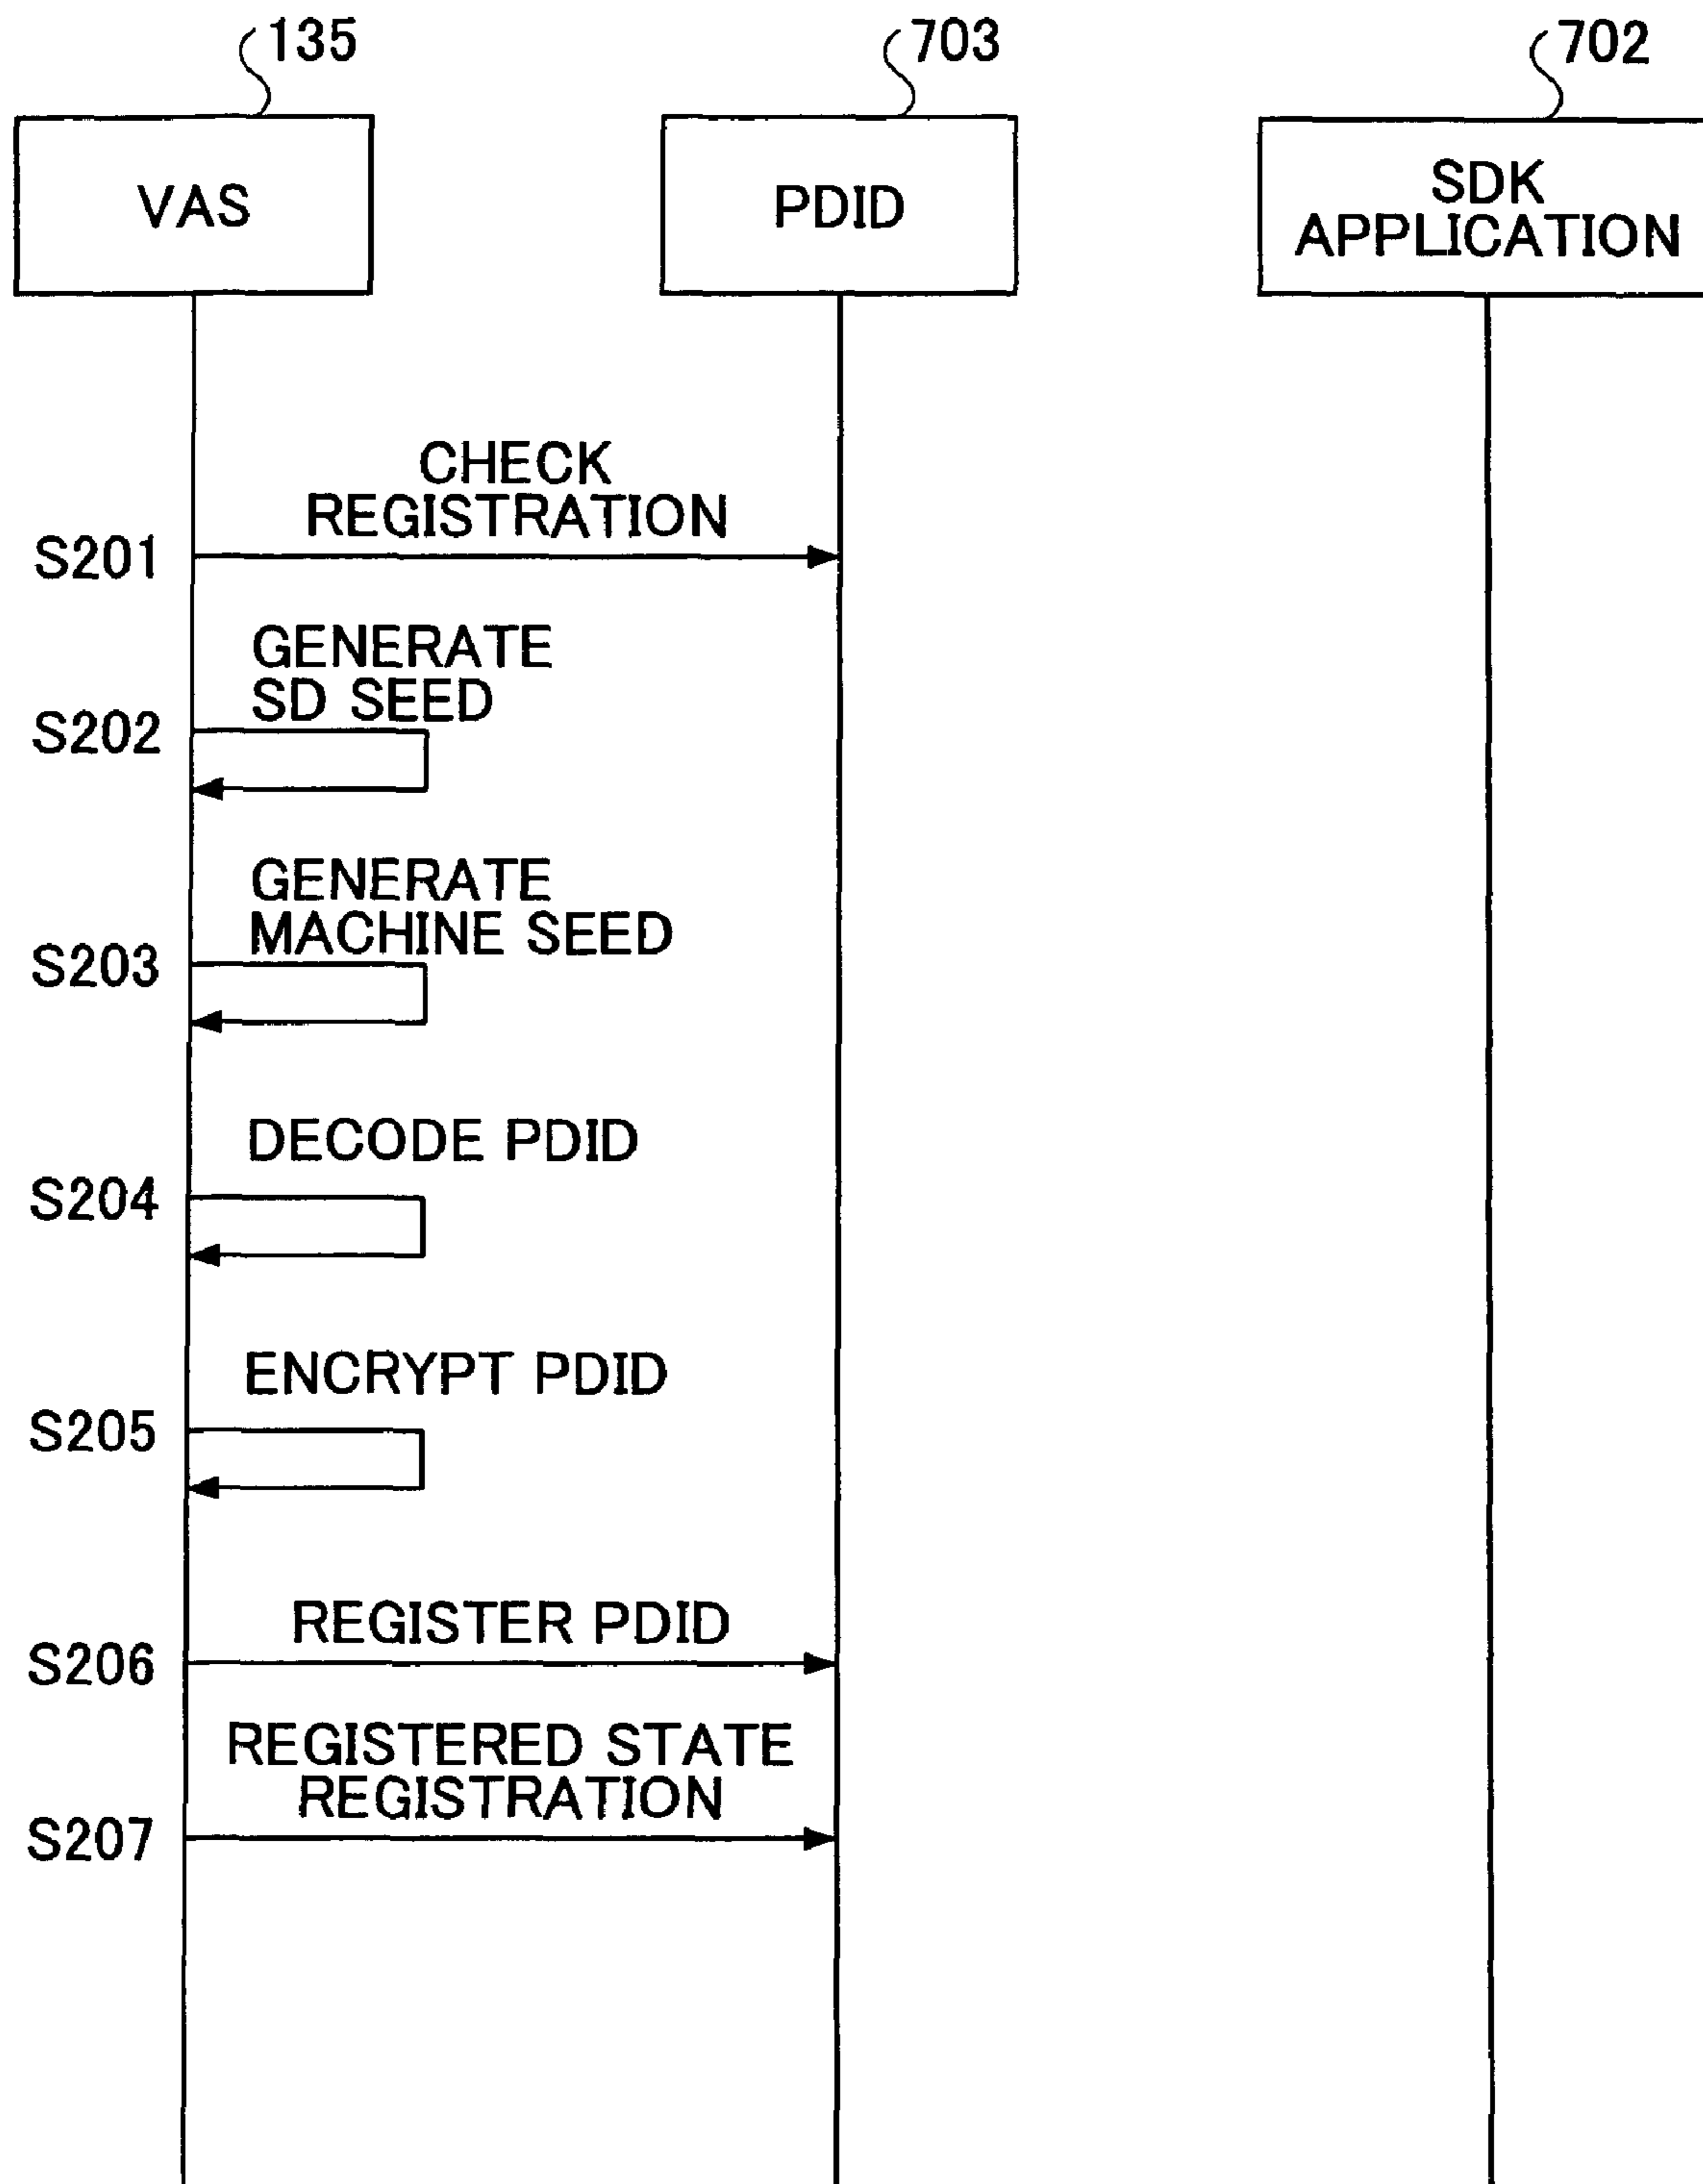 135
703
702
VAS
PDID
SDK
APPLICATION
CHECK
REGISTRATION
S201
GENERATE
SD SEED
S202
GENERATE
MACHINE SEED
S203
DECODE PDID
S204
ENCRYPT PDID
S205
REGISTER PDID
S206
REGISTERED STATE
REGISTRATION
S207